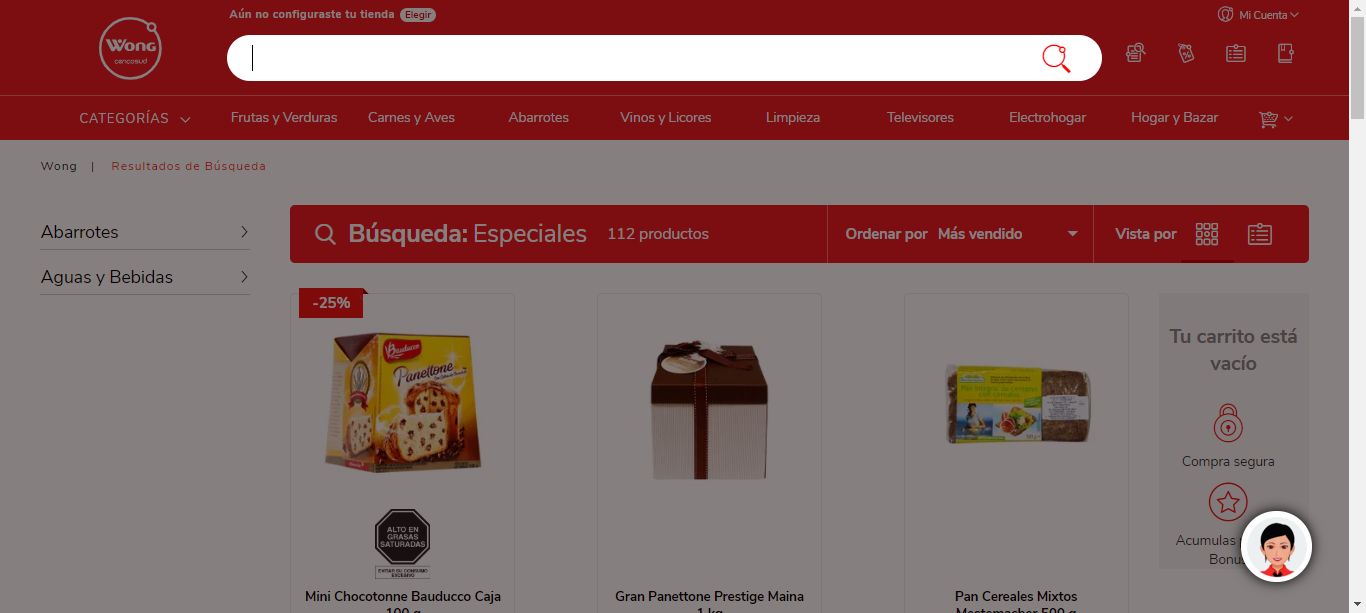 Aún no configuraste tu tienda Elegir
Mi Cuenta
Wong
cencosud
CATEGORÍAS
Frutas y Verduras
Carnes y Aves
Abarrotes
Vinos y Licores
Limpieza
Televisores
Electrohogar
Hogar y Bazar
Wong | Resultados de Búsqueda
Abarrotes
Aguas y Bebidas
Búsqueda: Especiales 112 productos
Ordenar por Más vendido
Vista por
-25%
Bauducco
Panettone
ALTO EN
GRASAS
SATURADAS
EVITAR SU CONSUMO
EXCESIVO
Mini Chocotonne Bauducco Caja
100 g
Gran Panettone Prestige Maina
1 kg
Pan Cereales Mixtos
Mestemacher 500 g
Tu carrito está
vacío
Compra segura
Acumulas
Bonus